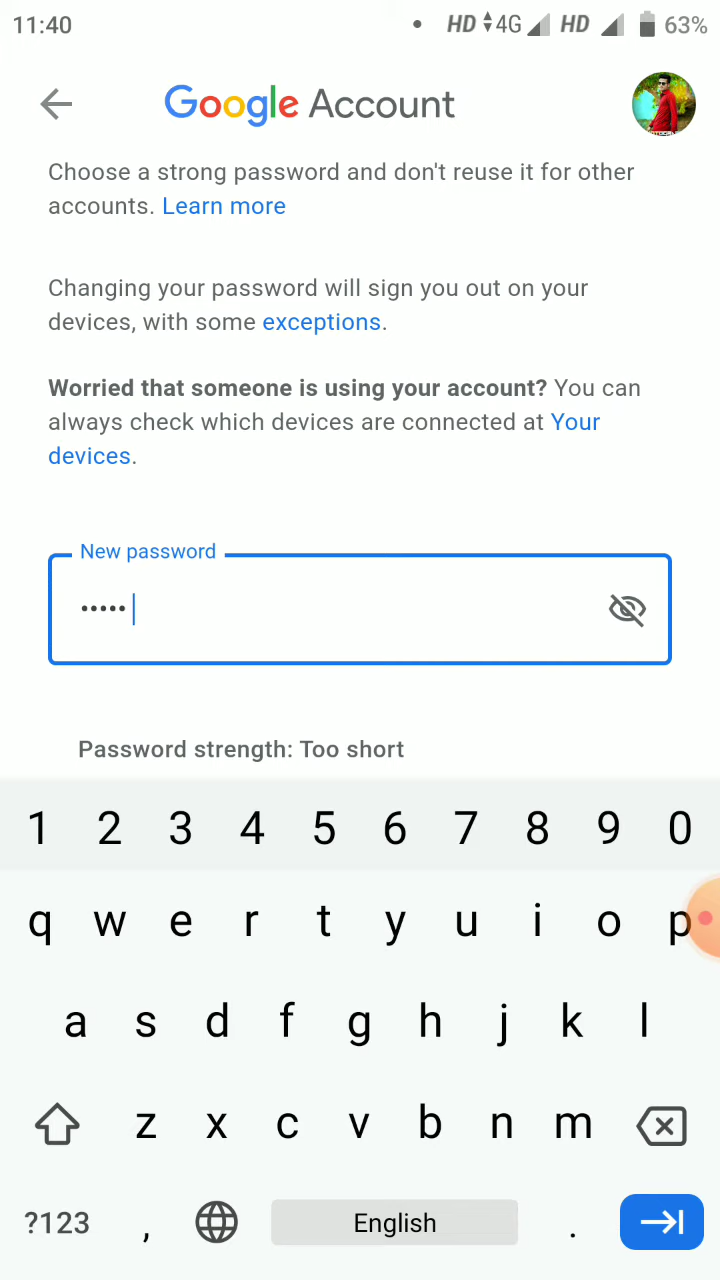 11:40 HD 4G HD 63%
Google Account
Choose a strong password and don't reuse it for other
accounts. Learn more
Changing your password will sign you out on your
devices, with some exceptions.
Worried that someone is using your account? You can
always check which devices are connected at Your
devices.
New password
•••••
Password strength: Too short
1 2 3 4 5 6 7 8 9 0
q w e r t y u i o p
a s d f g h j k l
z x c v b n m
?123 , English .